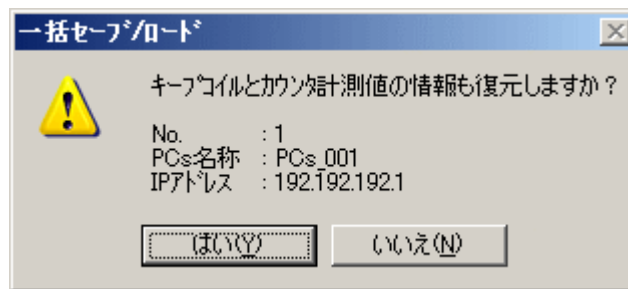 一括セーブ/ロード
キープコイルとカウンタ計測値の情報も復元しますか？
No. : 1
PCs名称 : PCs_001
IPアドレス : 192.192.192.1
はい(Y) いいえ(N)